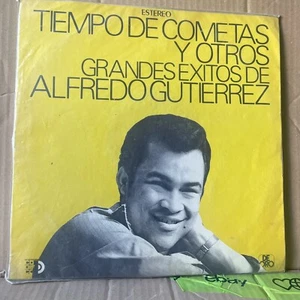 ESTEREO
TIEMPO DE COMETAS
Y OTROS
GRANDES EXITOS DE
ALFREDO GUTIERREZ